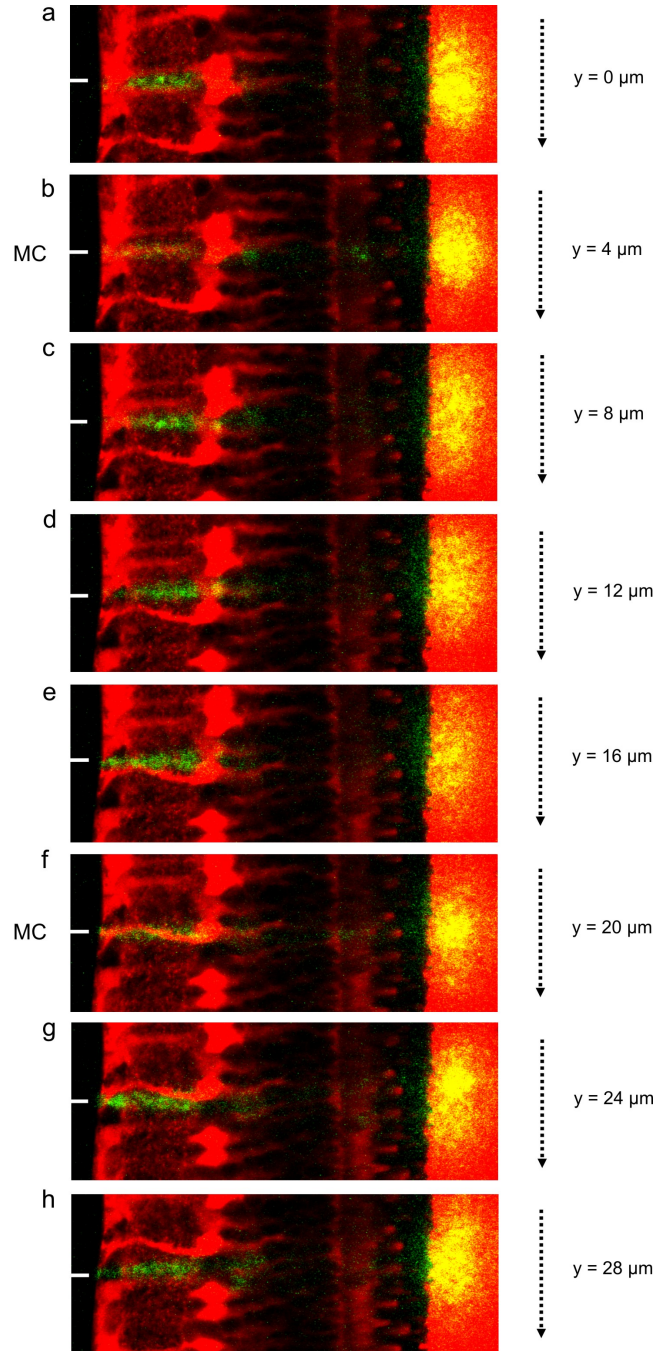 a
y = 0 µm
b
MC
y = 4 µm
c
y = 8 µm
d
y = 12 µm
e
y = 16 µm
f
MC
y = 20 µm
g
y = 24 µm
h
y = 28 µm